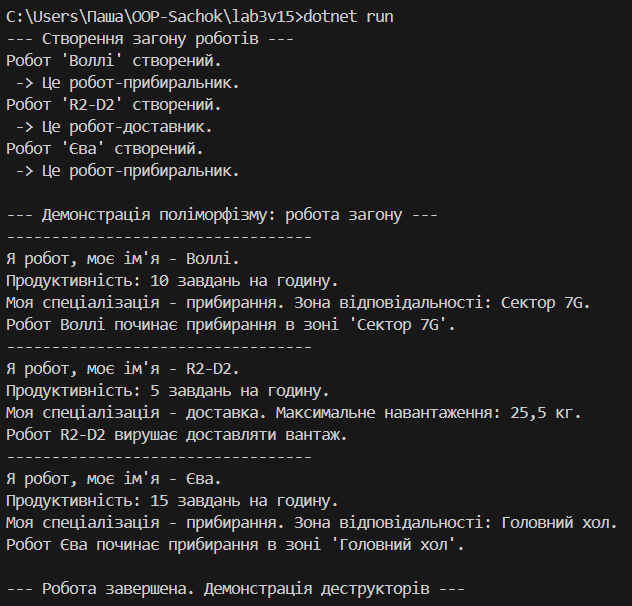 C:\Users\Паша\OOP-Sachok\lab3v15>dotnet run
--- Створення загону роботів ---
Робот 'Воллі' створений.
 -> Це робот-прибиральник.
Робот 'R2-D2' створений.
 -> Це робот-доставник.
Робот 'Єва' створений.
 -> Це робот-прибиральник.

--- Демонстрація поліморфізму: робота загону ---
----------------------------------
Я робот, моє ім'я - Воллі.
Продуктивність: 10 завдань на годину.
Моя спеціалізація - прибирання. Зона відповідальності: Сектор 7G.
Робот Воллі починає прибирання в зоні 'Сектор 7G'.
----------------------------------
Я робот, моє ім'я - R2-D2.
Продуктивність: 5 завдань на годину.
Моя спеціалізація - доставка. Максимальне навантаження: 25,5 кг.
Робот R2-D2 вирушає доставляти вантаж.
----------------------------------
Я робот, моє ім'я - Єва.
Продуктивність: 15 завдань на годину.
Моя спеціалізація - прибирання. Зона відповідальності: Головний хол.
Робот Єва починає прибирання в зоні 'Головний хол'.

--- Робота завершена. Демонстрація деструкторів ---